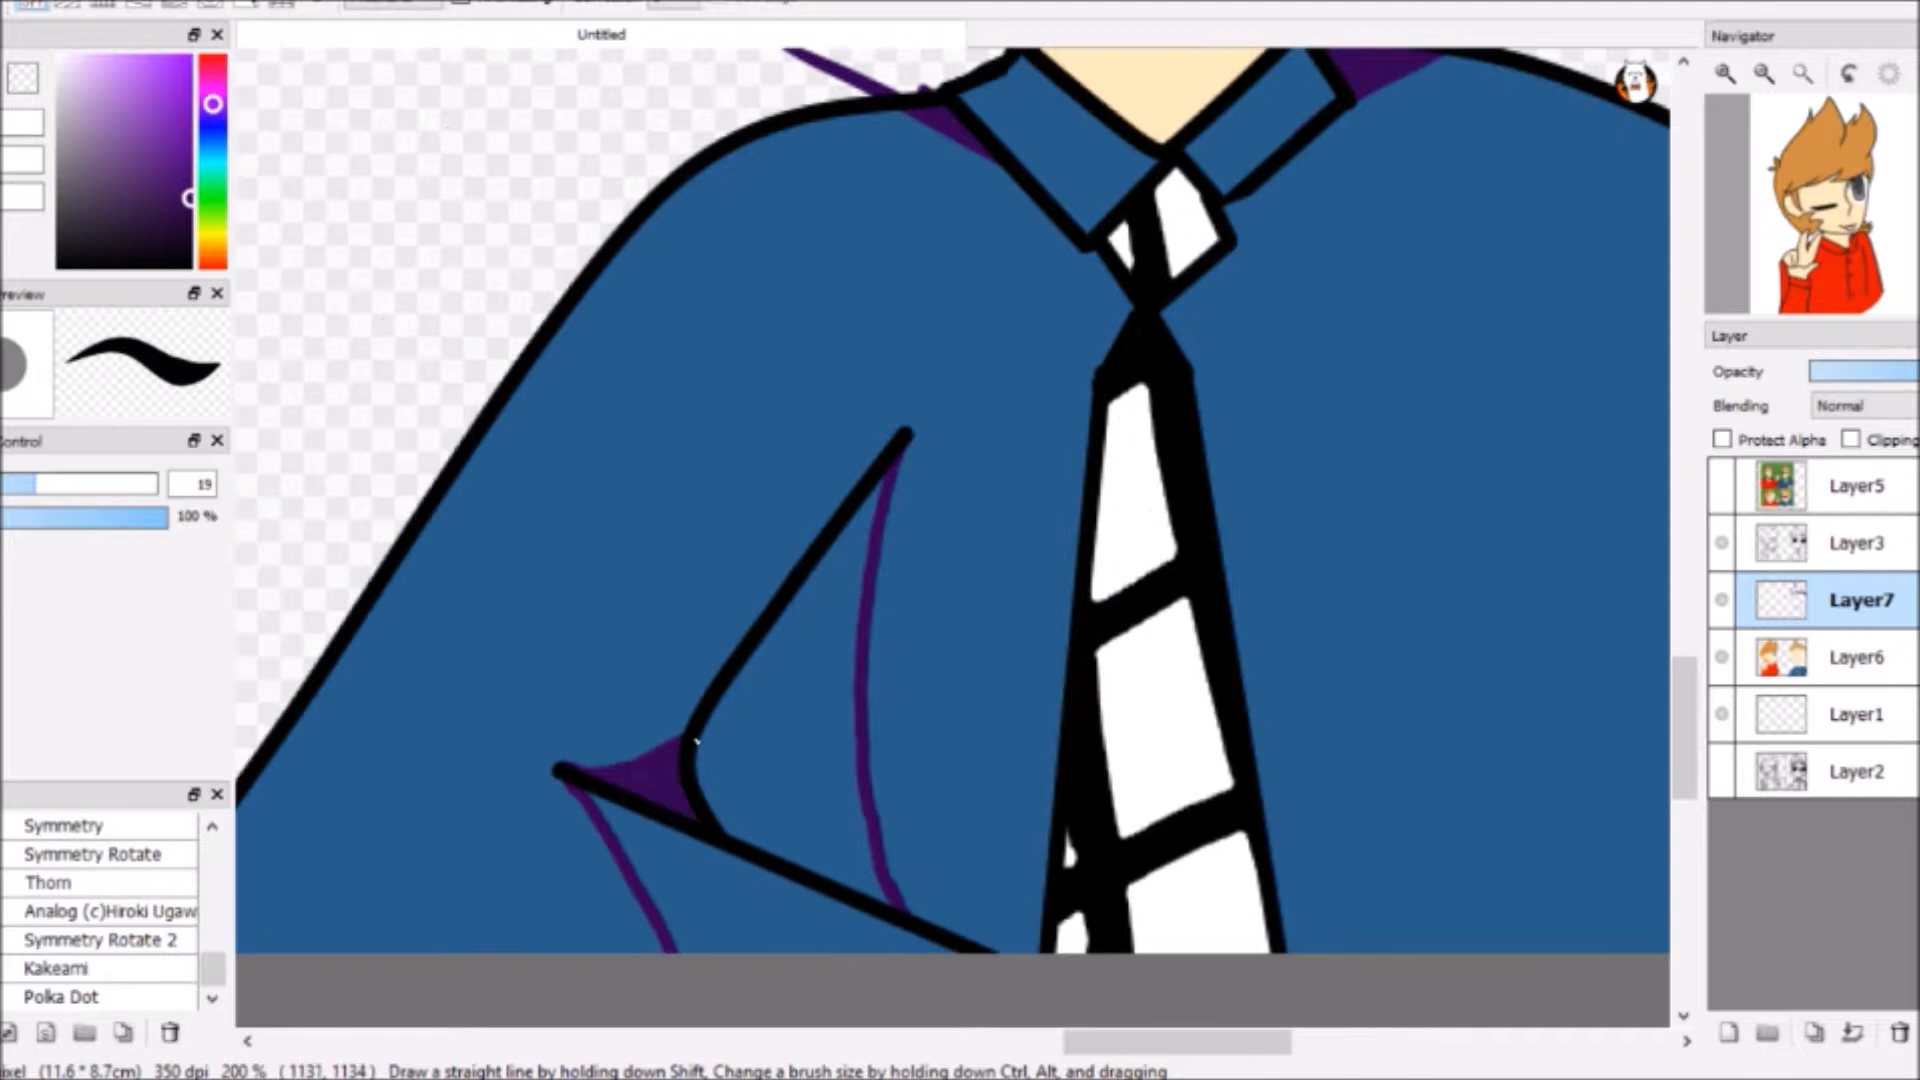 Untitled
Navigator
review
Layer
Opacity
Blending Normal
Protect Alpha Clipping
ontrol
19
100 %
Layer5
Layer3
Layer7
Layer6
Layer1
Layer2
Symmetry
Symmetry Rotate
Thorn
Analog (c)Hiroki Ugaw
Symmetry Rotate 2
Kakeami
Polka Dot
ixel (11.6 * 8.7cm) 350 dpi 200 % ( 1131, 1134 ) Draw a straight line by holding down Shift, Change a brush size by holding down Ctrl, Alt, and dragging